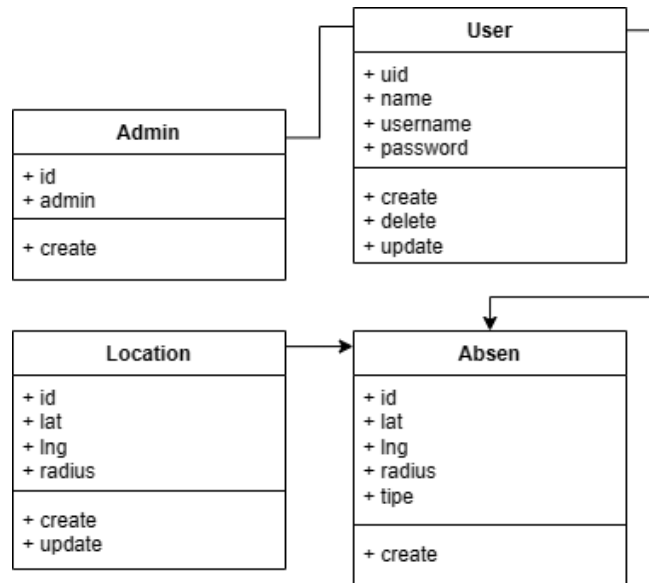 User
+ uid
+ name
+ username
+ password
+ create
+ delete
+ update
Admin
+ id
+ admin
+ create
Location
+ id
+ lat
+ lng
+ radius
+ create
+ update
Absen
+ id
+ lat
+ lng
+ radius
+ tipe
+ create